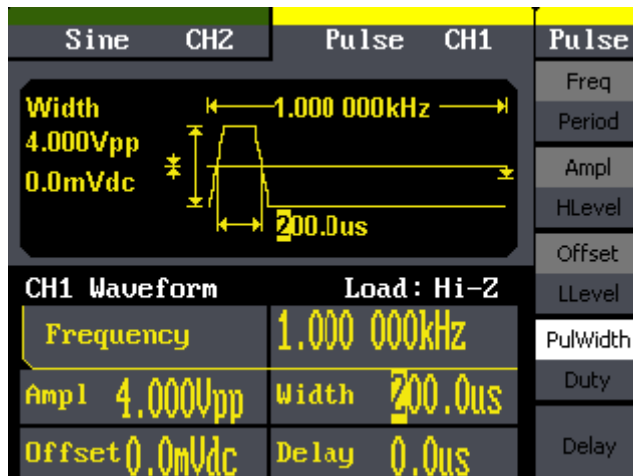 Sine CH2 Pulse CH1 Pulse
Freq
Period
Ampl
HLevel
Offset
LLevel
PulWidth
Duty
Delay
Width 1.000 000kHz
4.000Vpp
0.0mVdc
200.0us
CH1 Waveform Load: Hi-Z
Frequency 1.000 000kHz
Ampl 4.000Vpp Width 200.0us
Offset 0.0mVdc Delay 0.0us